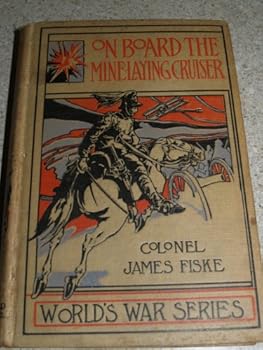 ON BOARD THE
MINE-LAYING CRUISER
COLONEL
JAMES FISKE
WORLD'S WAR SERIES